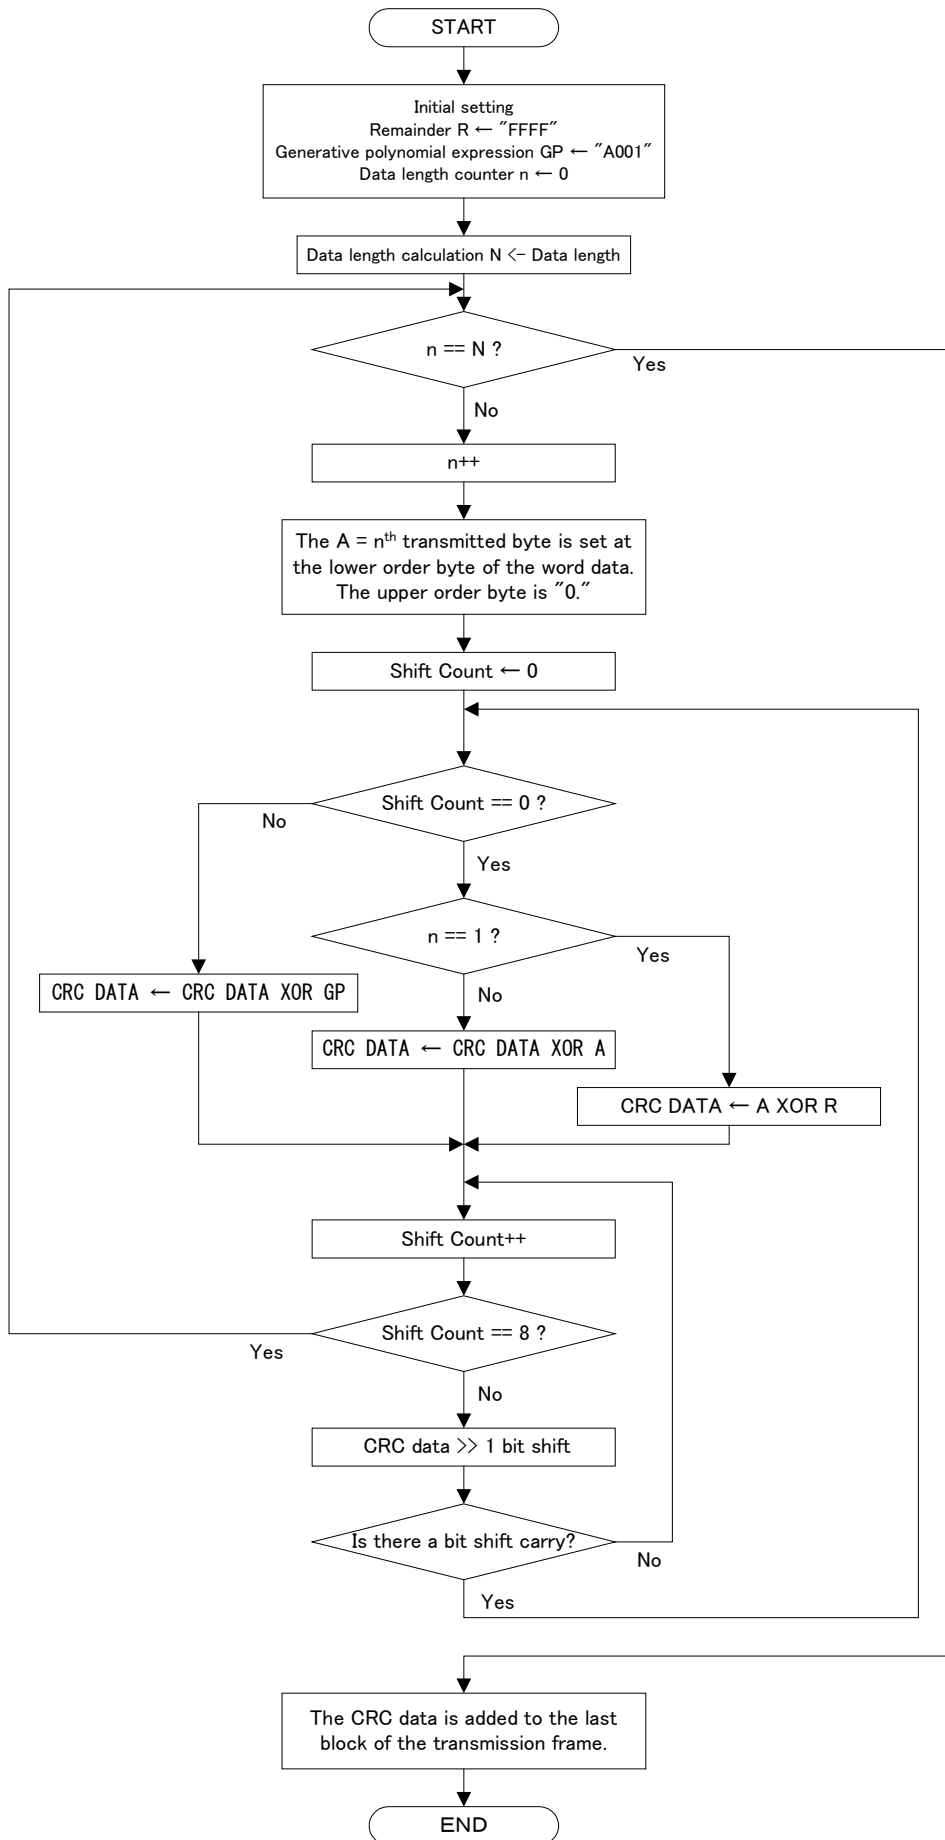 START
Initial setting
Remainder R ← "FFFF"
Generative polynomial expression GP ← "A001"
Data length counter n ← 0
Data length calculation N <- Data length
n == N ?
Yes
No
n++
The A = nth transmitted byte is set at
the lower order byte of the word data.
The upper order byte is "0."
Shift Count ← 0
Shift Count == 0 ?
No
Yes
n == 1 ?
Yes
No
CRC DATA ← CRC DATA XOR GP
CRC DATA ← CRC DATA XOR A
CRC DATA ← A XOR R
Shift Count++
Shift Count == 8 ?
Yes
No
CRC data >> 1 bit shift
Is there a bit shift carry?
No
Yes
The CRC data is added to the last
block of the transmission frame.
END